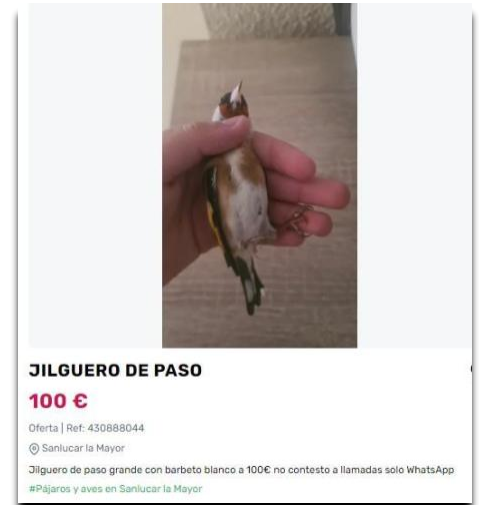 JILGUERO DE PASO
100 €
Oferta | Ref: 430888044
Sanlucar la Mayor
Jilguero de paso grande con barbeto blanco a 100€ no contesto a llamadas solo WhatsApp
#Pájaros y aves en Sanlucar la Mayor